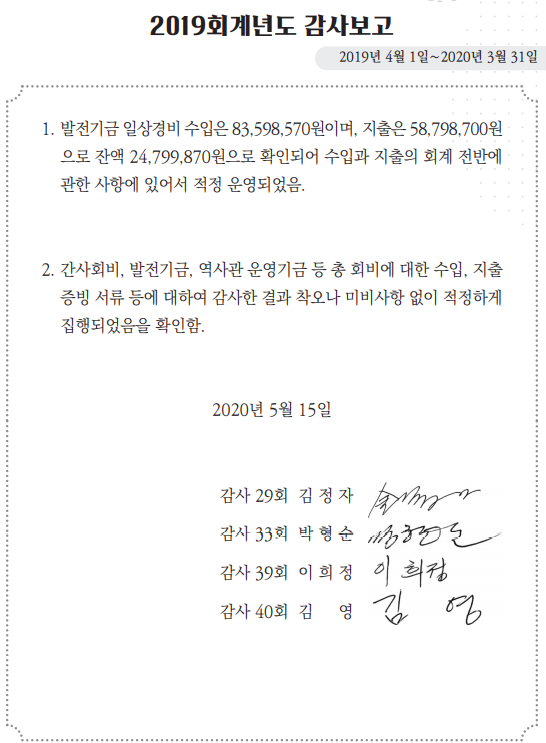 2019회계년도 감사보고
2019년 4월 1일~2020년 3월 31일
1. 발전기금 일상경비 수입은 83,598,570원이며, 지출은 58,798,700원
으로 잔액 24,799,870원으로 확인되어 수입과 지출의 회계 전반에
관한 사항에 있어서 적정 운영되었음.
2. 간사회비, 발전기금, 역사관 운영기금 등 총 회비에 대한 수입, 지출
증빙 서류 등에 대하여 감사한 결과 착오나 미비사항 없이 적정하게
집행되었음을 확인함.
2020년 5월 15일
감사 29회 김 정 자
감사 33회 박 형 순
감사 39회 이 희 정 이 희정
감사 40회 김 영 김 영